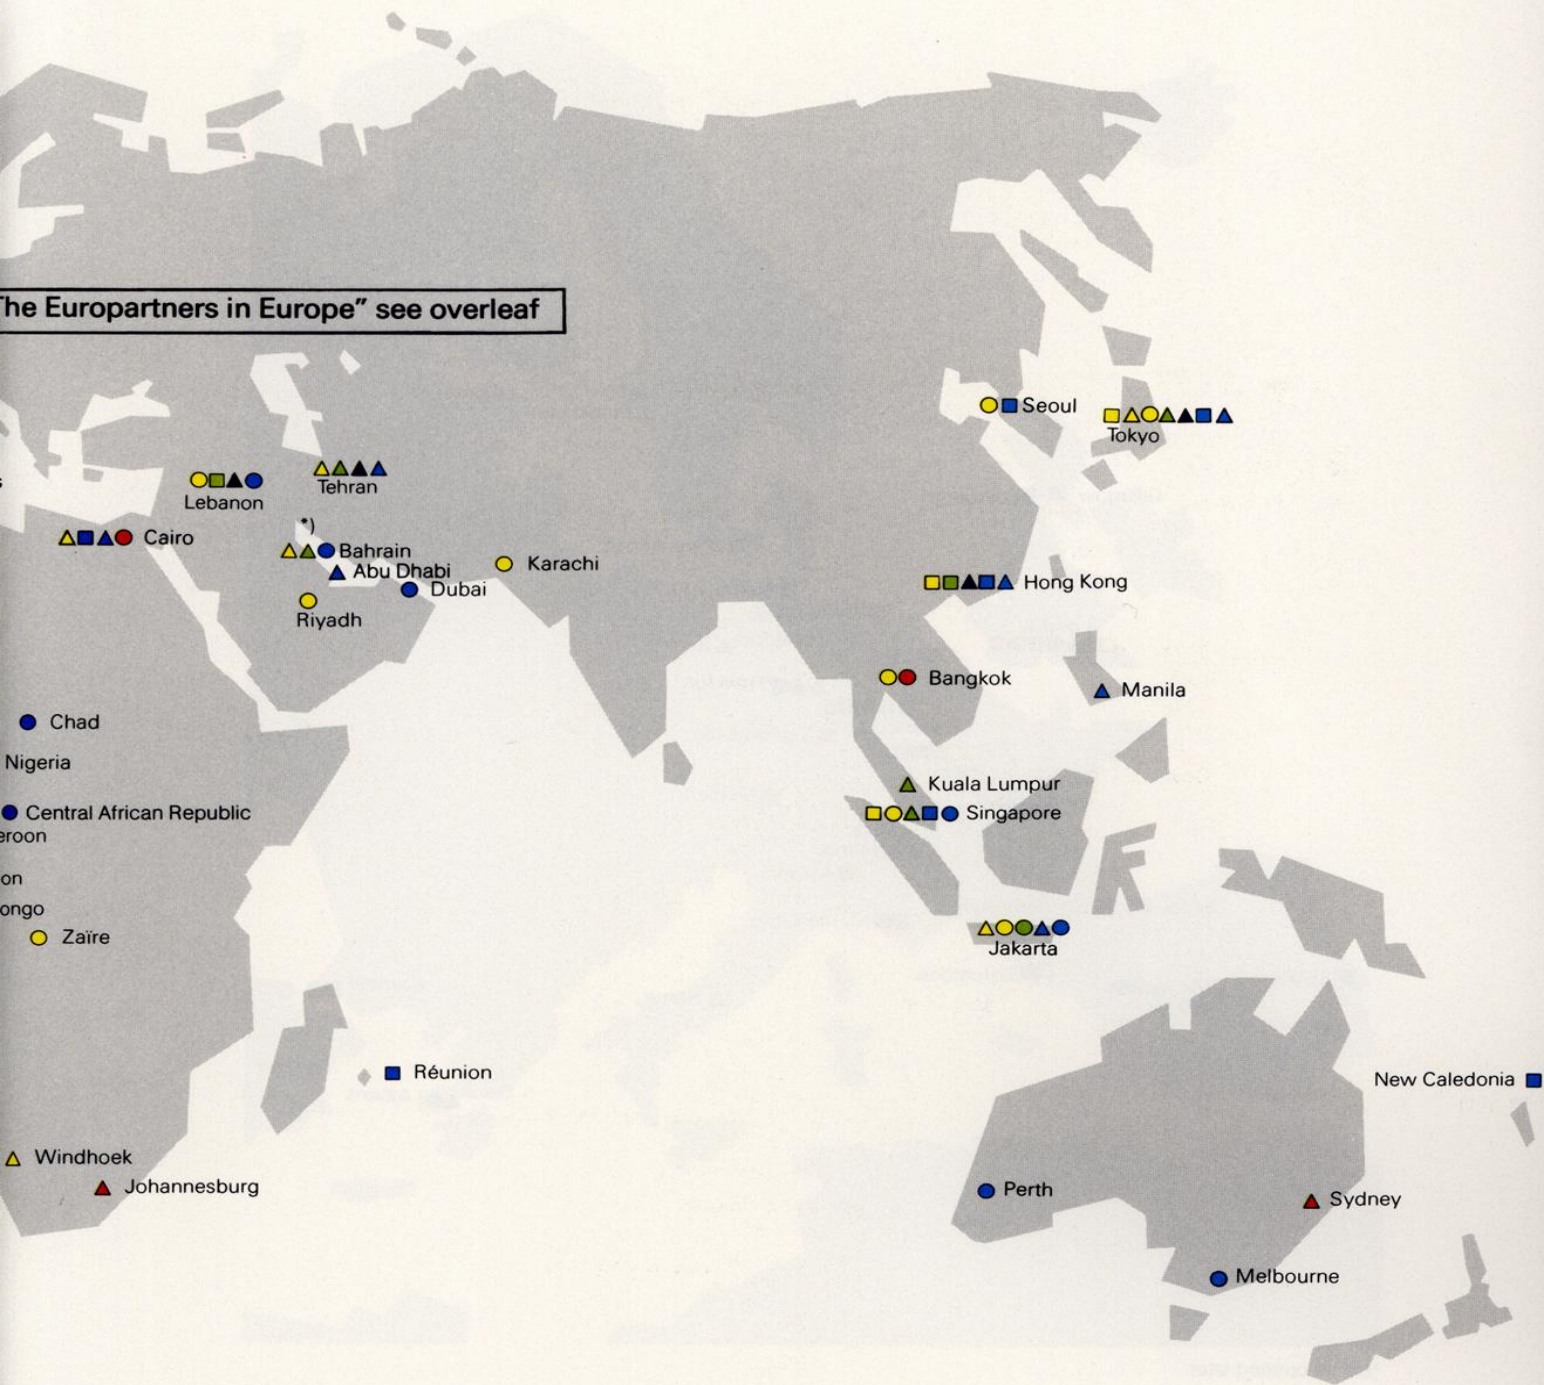 The Europartners in Europe” see overleaf
Seoul
Tokyo
Tehran
Lebanon
*)
Cairo
Bahrain
Abu Dhabi
Karachi
Dubai
Hong Kong
Riyadh
Bangkok
Manila
Chad
Nigeria
Kuala Lumpur
Central African Republic
Singapore
eroon
on
ongo
Zaïre
Jakarta
Réunion
New Caledonia
Windhoek
Johannesburg
Perth
Sydney
Melbourne